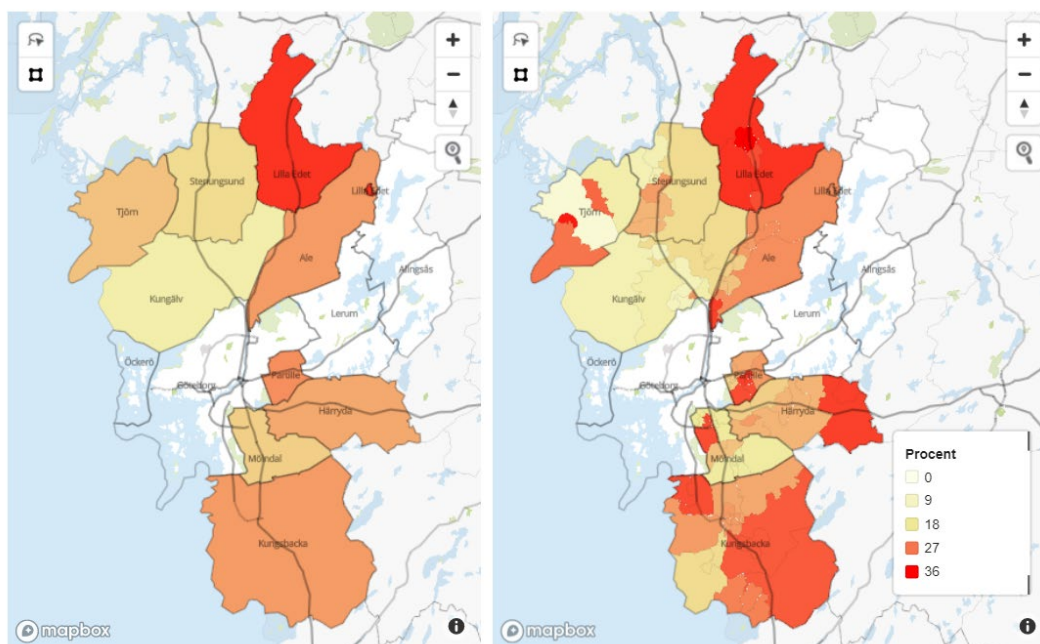 Stenungsund
Lilla Edet
Lilla Edet
Tjörn
Ale
Alingsås
Kungälv
Lerum
Öckerö
Göteborg
Partille
Härryda
Mölndal
Kungsbacka
mapbox
Stenungsund
Lilla Edet
Lilla Edet
Tjörn
Ale
Alingsås
Kungälv
Lerum
Öckerö
Göteborg
Partille
Härryda
Mölndal
Kungsbacka
Procent
0
9
18
27
36
mapbox